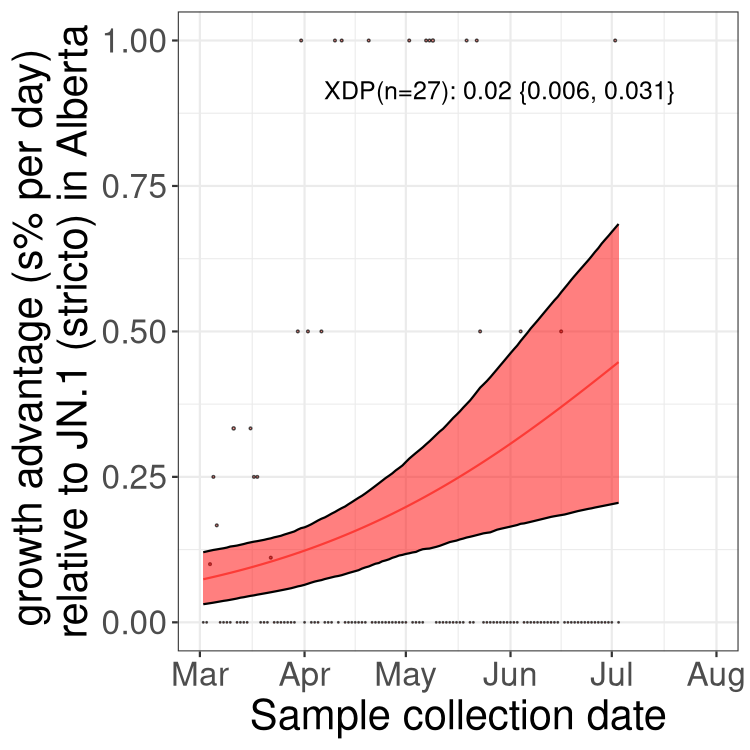 growth advantage (s% per day)
relative to JN.1 (stricto) in Alberta
1.00
0.75
0.50
0.25
0.00
XDP(n=27): 0.02 {0.006, 0.031}
Mar Apr May Jun Jul Aug
Sample collection date